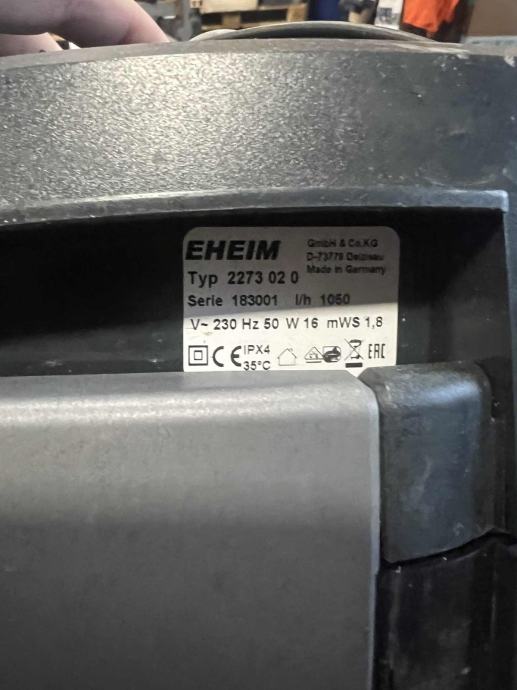 EHEIM
GmbH & Co.KG
D-73779 Deizisau
Made in Germany
Typ 2273 02 0
Serie 183001 l/h 1050
V~ 230 Hz 50 W 16 mWS 1,8
CE IPX4
35°C
EAC